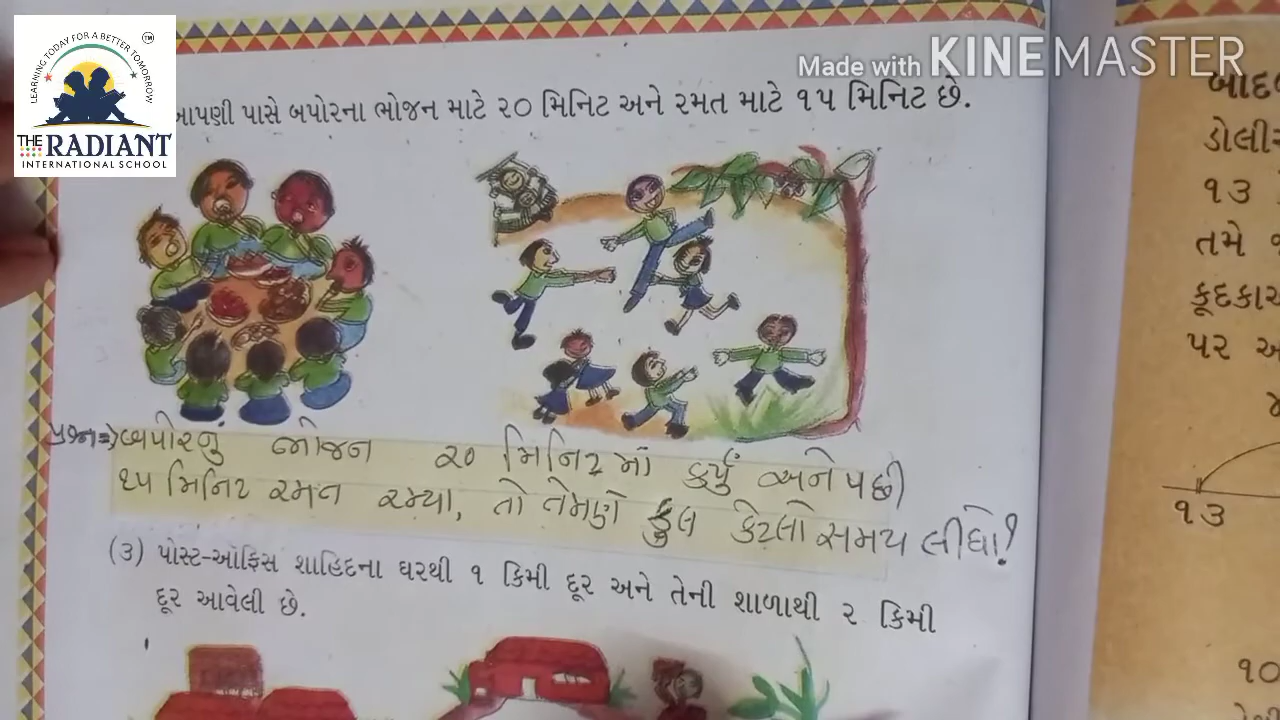 LEARNING TODAY FOR A BETTER TOMORROW
TM
THE RADIANT
INTERNATIONAL SCHOOL
Made with KINEMASTER
આપણી પાસે બપોરના ભોજન માટે ૨૦ મિનિટ અને રમત માટે ૧૫ મિનિટ છે.
પ્રશ્ન⇒ બપોરનું ભોજન ૨૦ મિનિટમાં કર્યું અને પછી
૧૫ મિનિટ રમત રમ્યા, તો તેમણે કુલ કેટલો સમય લીધો?
(૩) પોસ્ટ-ઑફિસ શાહિદના ઘરથી ૧ કિમી દૂર અને તેની શાળાથી ૨ કિમી
દૂર આવેલી છે.
૧૩
તમે
પર
૧૩
૧૦